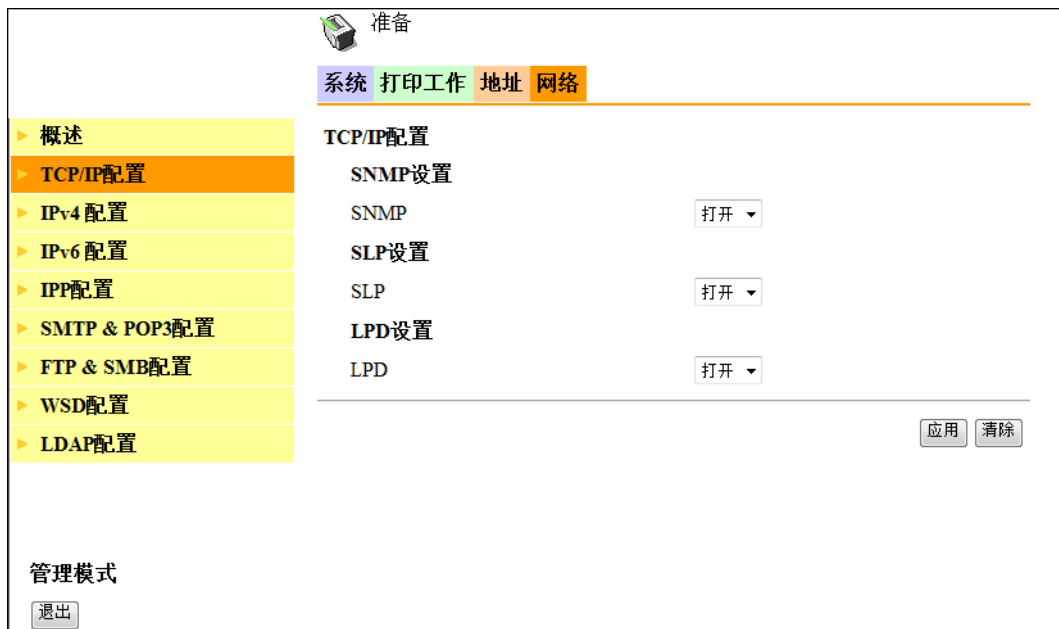 准备
系统 打印工作 地址 网络
概述
TCP/IP配置
IPv4 配置
IPv6 配置
IPP配置
SMTP & POP3配置
FTP & SMB配置
WSD配置
LDAP配置
管理模式
退出
TCP/IP配置
SNMP设置
SNMP 打开
SLP设置
SLP 打开
LPD设置
LPD 打开
应用 清除